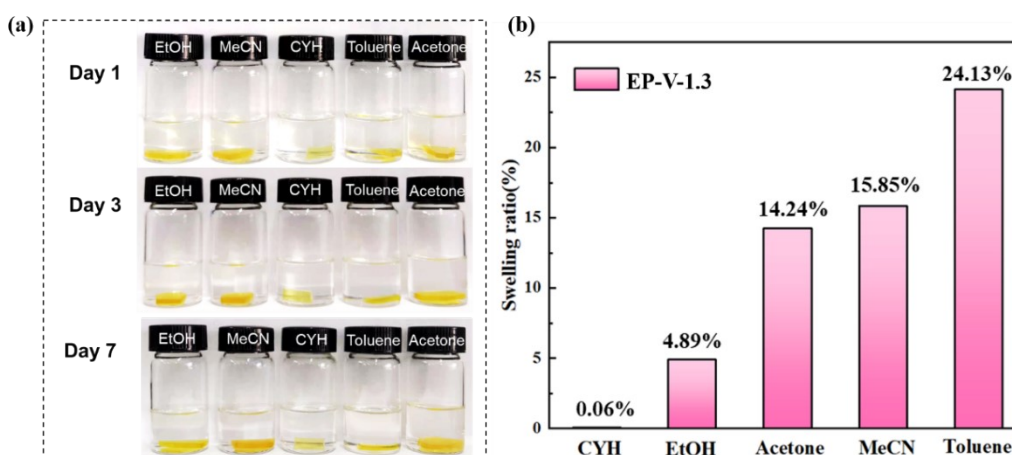 (a)
Day 1
EtOH MeCN CYH Toluene Acetone
Day 3
EtOH MeCN CYH Toluene Acetone
Day 7
EtOH MeCN CYH Toluene Acetone
(b)
EP-V-1.3
Swelling ratio(%)
25
20
15
10
5
0
0.06%
4.89%
14.24%
15.85%
24.13%
CYH EtOH Acetone MeCN Toluene